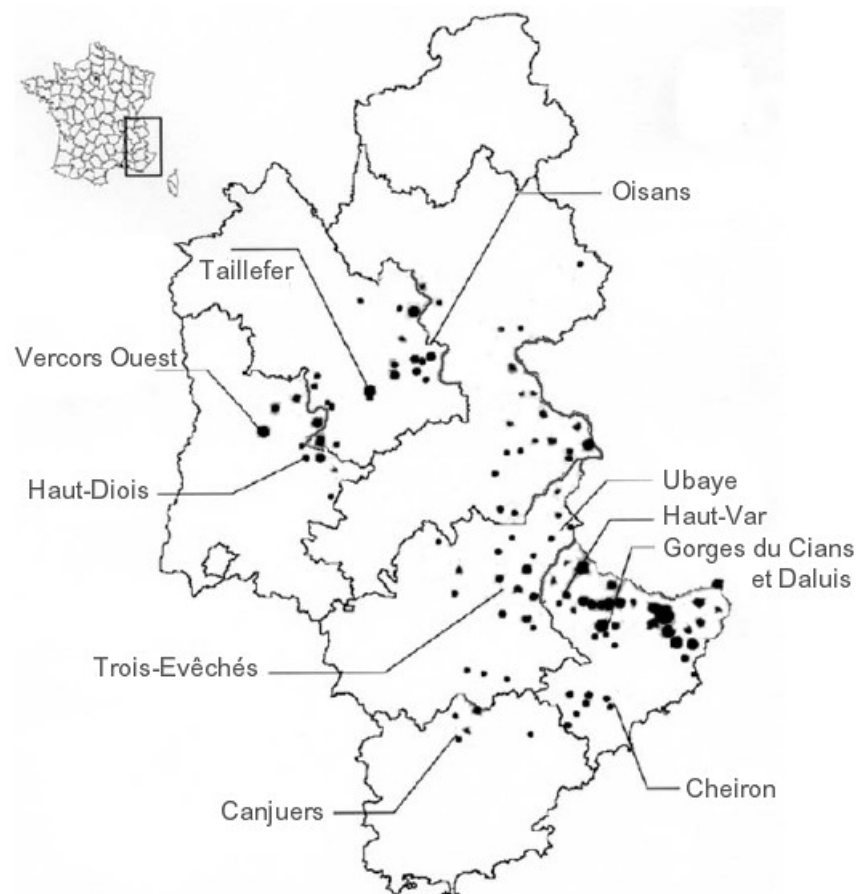 Oisans
Taillefer
Vercors Ouest
Haut-Diois
Ubaye
Haut-Var
Gorges du Cians
et Daluis
Trois-Evêchés
Cheiron
Canjuers